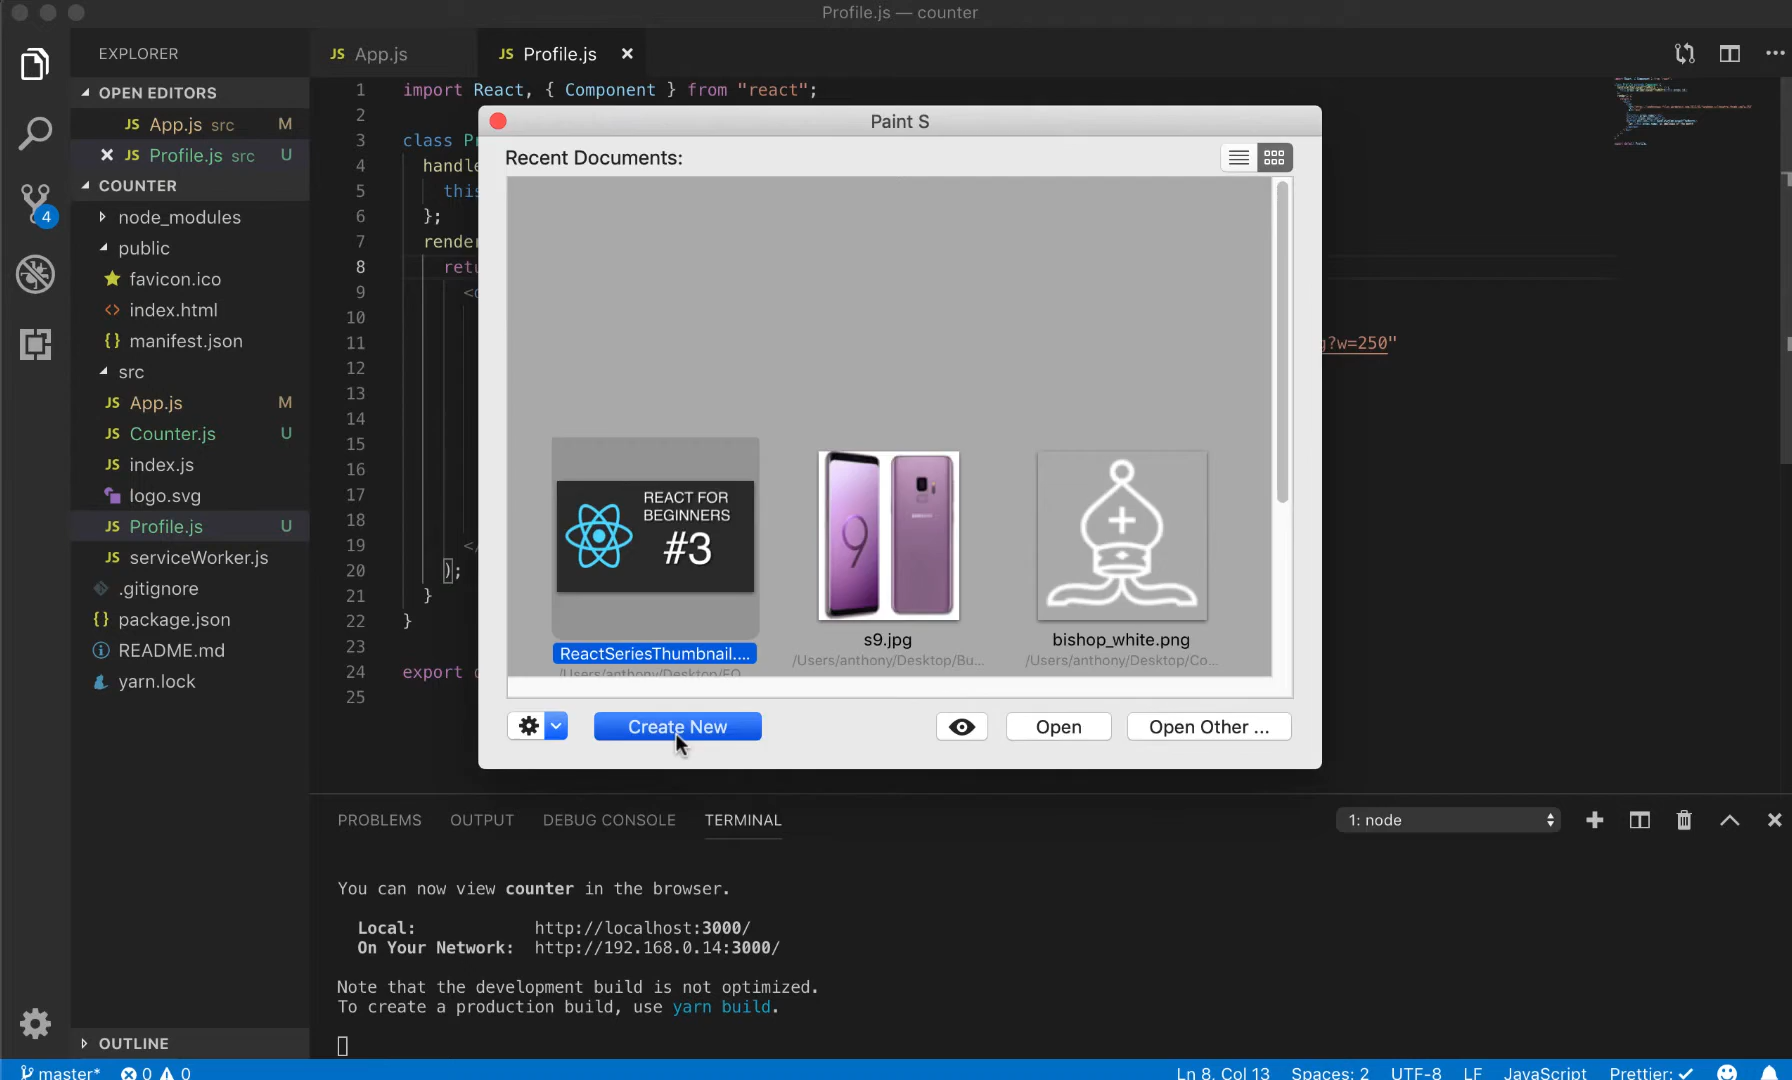 Profile.js — counter
EXPLORER
JS App.js
JS Profile.js
OPEN EDITORS
JS App.js src M
JS Profile.js src U
COUNTER
node_modules
public
favicon.ico
<> index.html
{} manifest.json
src
JS App.js M
JS Counter.js U
JS index.js
logo.svg
JS Profile.js U
JS serviceWorker.js
.gitignore
{} package.json
README.md
yarn.lock
OUTLINE
4
1 import React, { Component } from "react";
2
3 class
4
5 this
6 };
7 render
8
9 <
10
11 ?w=250"
12
13
14
15
16
17
18
19 </
20 );
21 }
22 }
23
24 export
25
Paint S
Recent Documents:
REACT FOR
BEGINNERS
#3
9
ReactSeriesThumbnail....
s9.jpg
/Users/anthony/Desktop/Bu...
bishop_white.png
/Users/anthony/Desktop/Co...
Create New
Open
Open Other ...
PROBLEMS OUTPUT DEBUG CONSOLE TERMINAL
1: node
You can now view counter in the browser.
Local: http://localhost:3000/
On Your Network: http://192.168.0.14:3000/
Note that the development build is not optimized.
To create a production build, use yarn build.
master* 0 0
Ln 8, Col 13 Spaces: 2 UTF-8 LF JavaScript Prettier: ✓